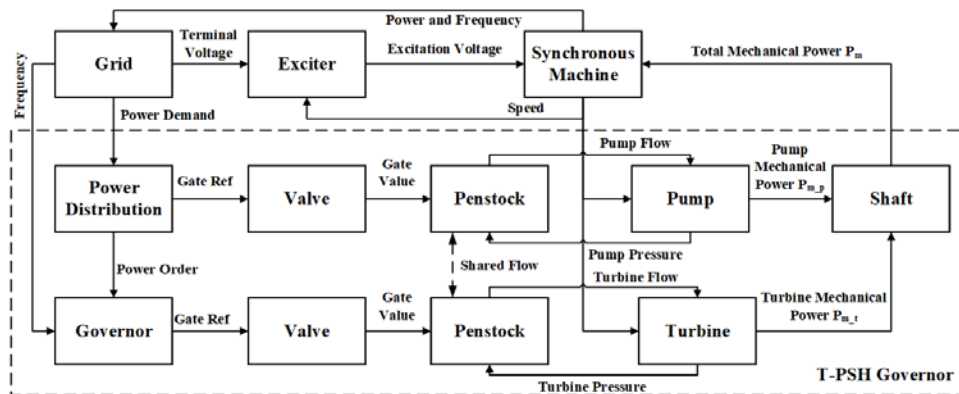 Power and Frequency
Terminal
Voltage
Excitation Voltage
Total Mechanical Power Pm
Grid
Exciter
Synchronous
Machine
Frequency
Speed
Power Demand
Pump Flow
Pump
Mechanical
Power Pm_p
Gate Ref
Gate
Value
Power
Distribution
Valve
Penstock
Pump
Shaft
Pump Pressure
Power Order
Shared Flow
Turbine Flow
Gate
Value
Turbine Mechanical
Power Pm_t
Governor
Gate Ref
Valve
Penstock
Turbine
Turbine Pressure
T-PSH Governor